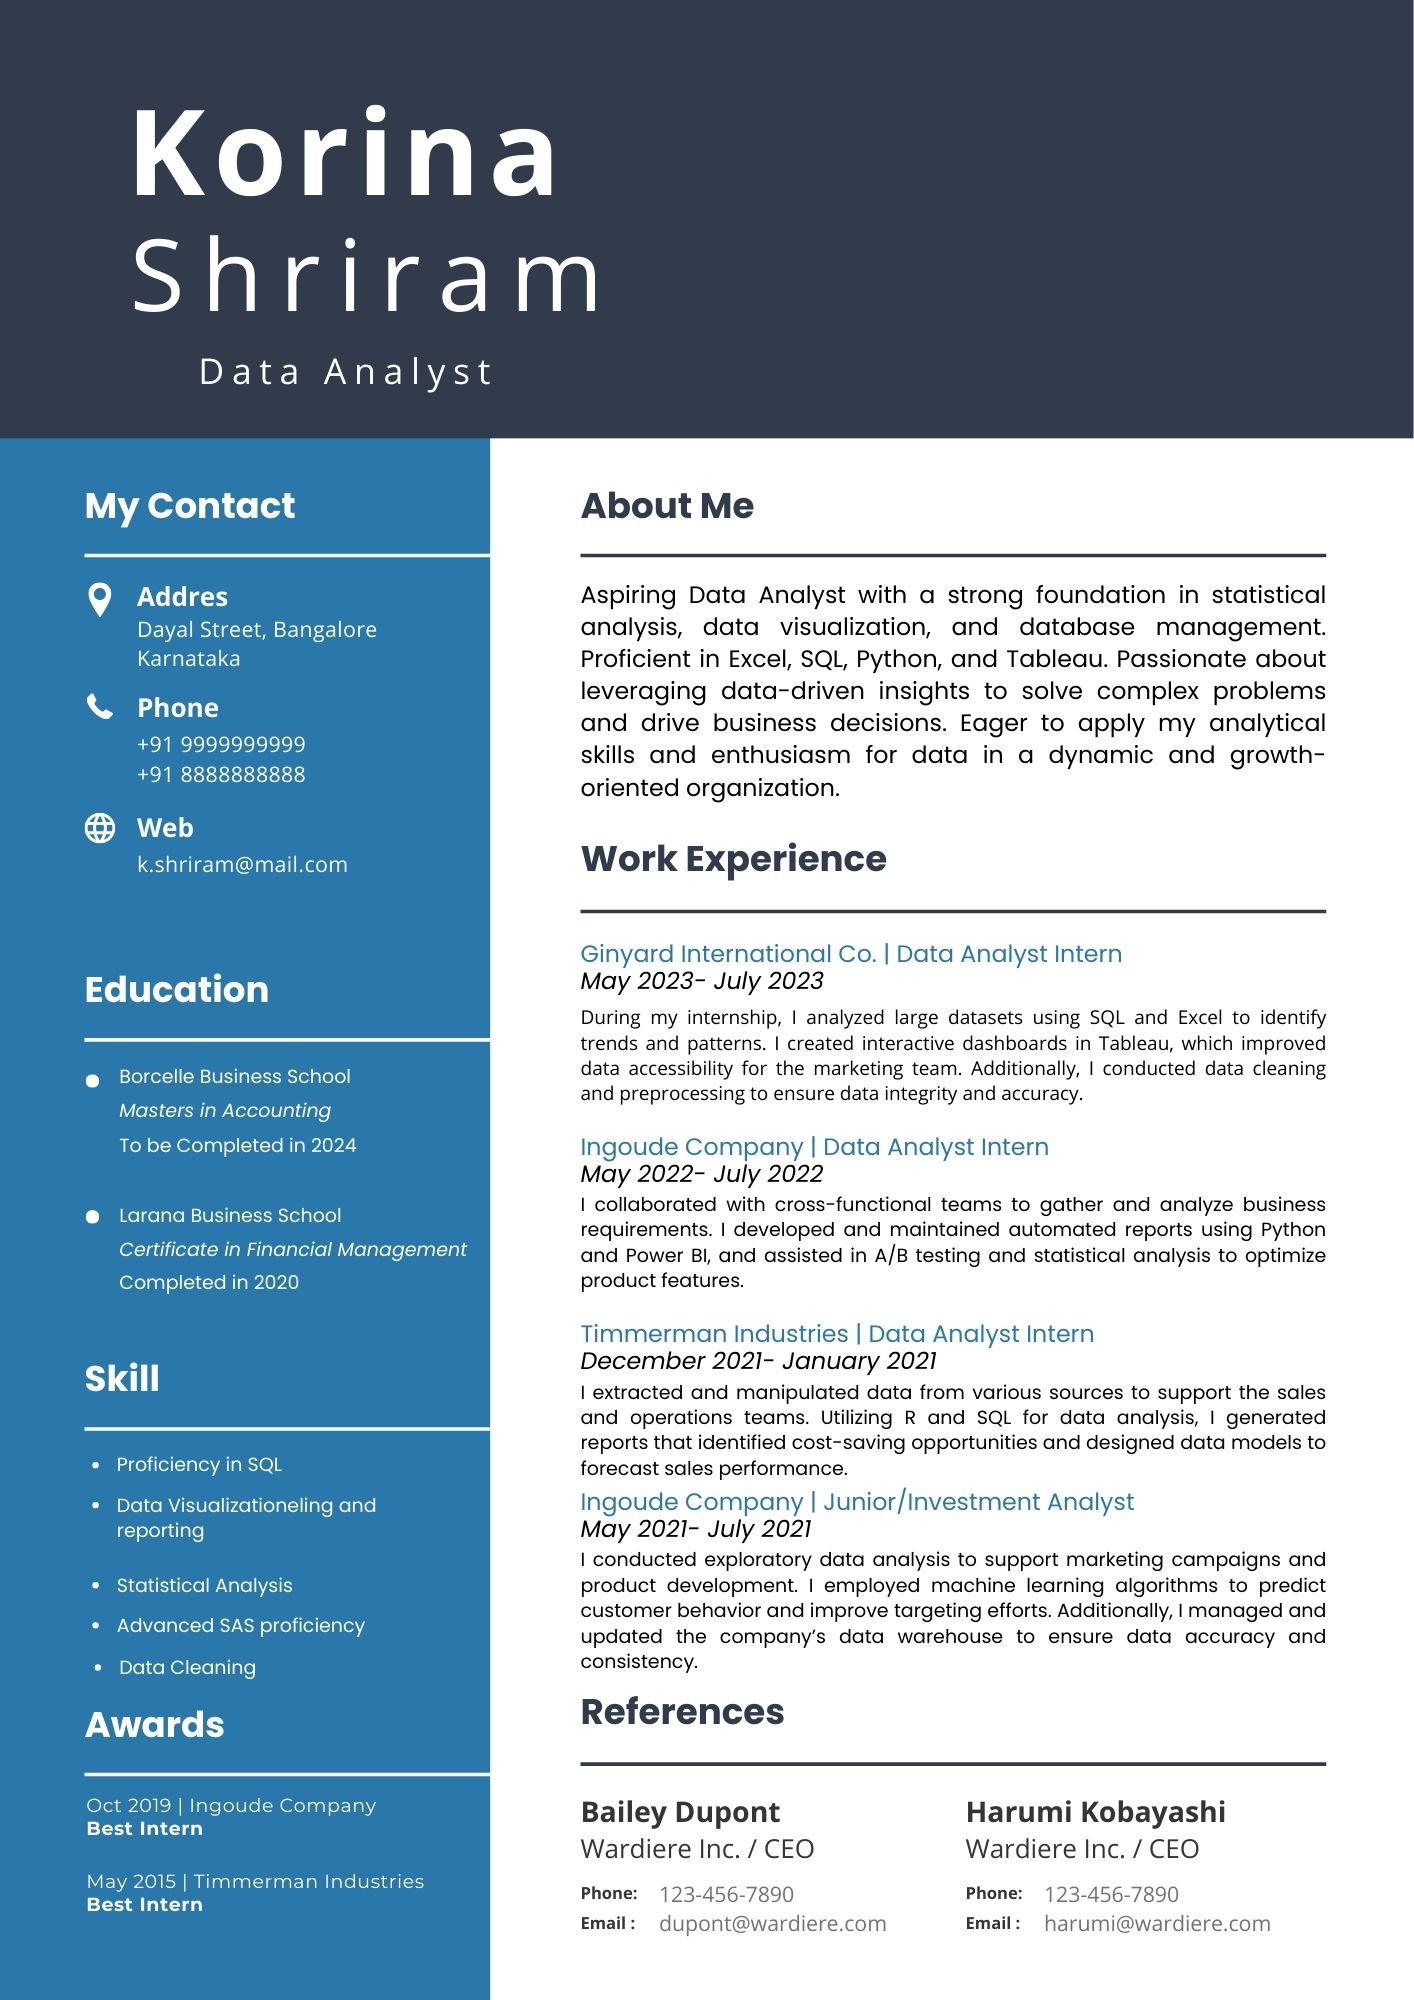 Korina
Shriram
Data Analyst
My Contact
Addres
Dayal Street, Bangalore
Karnataka
Phone
+91 9999999999
+91 8888888888
Web
k.shriram@mail.com
Education
Borcelle Business School
Masters in Accounting
To be Completed in 2024
Larana Business School
Certificate in Financial Management
Completed in 2020
Skill
• Proficiency in SQL
• Data Visualizationeling and
reporting
• Statistical Analysis
• Advanced SAS proficiency
• Data Cleaning
Awards
Oct 2019 | Ingoude Company
Best Intern
May 2015 | Timmerman Industries
Best Intern
About Me
Aspiring Data Analyst with a strong foundation in statistical
analysis, data visualization, and database management.
Proficient in Excel, SQL, Python, and Tableau. Passionate about
leveraging data-driven insights to solve complex problems
and drive business decisions. Eager to apply my analytical
skills and enthusiasm for data in a dynamic and growth-
oriented organization.
Work Experience
Ginyard International Co. | Data Analyst Intern
May 2023- July 2023
During my internship, I analyzed large datasets using SQL and Excel to identify
trends and patterns. I created interactive dashboards in Tableau, which improved
data accessibility for the marketing team. Additionally, I conducted data cleaning
and preprocessing to ensure data integrity and accuracy.
Ingoude Company | Data Analyst Intern
May 2022- July 2022
I collaborated with cross-functional teams to gather and analyze business
requirements. I developed and maintained automated reports using Python
and Power BI, and assisted in A/B testing and statistical analysis to optimize
product features.
Timmerman Industries | Data Analyst Intern
December 2021- January 2021
I extracted and manipulated data from various sources to support the sales
and operations teams. Utilizing R and SQL for data analysis, I generated
reports that identified cost-saving opportunities and designed data models to
forecast sales performance.
Ingoude Company | Junior/Investment Analyst
May 2021- July 2021
I conducted exploratory data analysis to support marketing campaigns and
product development. I employed machine learning algorithms to predict
customer behavior and improve targeting efforts. Additionally, I managed and
updated the company’s data warehouse to ensure data accuracy and
consistency.
References
Bailey Dupont
Wardiere Inc. / CEO
Phone: 123-456-7890
Email : dupont@wardiere.com
Harumi Kobayashi
Wardiere Inc. / CEO
Phone: 123-456-7890
Email : harumi@wardiere.com